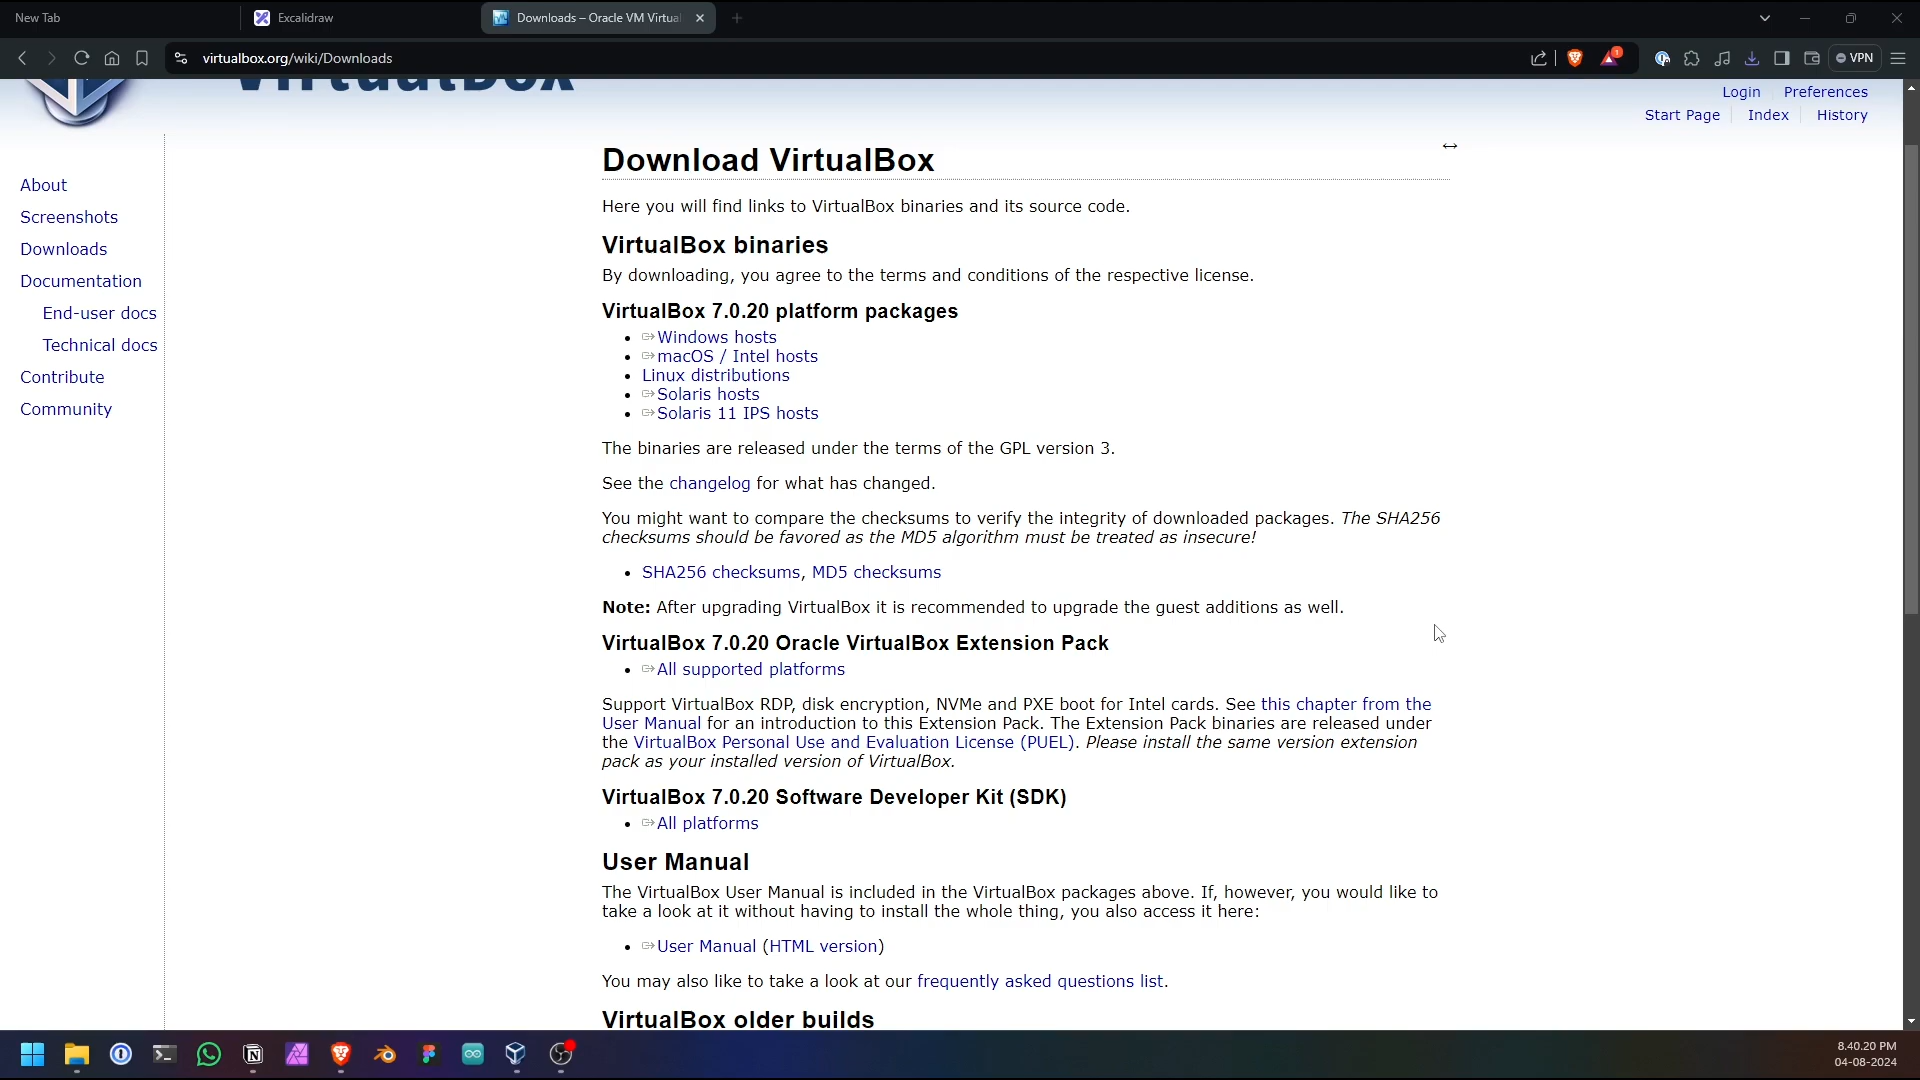 New Tab
Excalidraw
Downloads – Oracle VM Virtual
virtualbox.org/wiki/Downloads
1
VPN
VirtualBox
Login Preferences
Start Page Index History
About
Screenshots
Downloads
Documentation
End-user docs
Technical docs
Contribute
Community
Download VirtualBox
Here you will find links to VirtualBox binaries and its source code.
VirtualBox binaries
By downloading, you agree to the terms and conditions of the respective license.
VirtualBox 7.0.20 platform packages
• Windows hosts
• macOS / Intel hosts
• Linux distributions
• Solaris hosts
• Solaris 11 IPS hosts
The binaries are released under the terms of the GPL version 3.
See the changelog for what has changed.
You might want to compare the checksums to verify the integrity of downloaded packages. The SHA256
checksums should be favored as the MD5 algorithm must be treated as insecure!
• SHA256 checksums, MD5 checksums
Note: After upgrading VirtualBox it is recommended to upgrade the guest additions as well.
VirtualBox 7.0.20 Oracle VirtualBox Extension Pack
• All supported platforms
Support VirtualBox RDP, disk encryption, NVMe and PXE boot for Intel cards. See this chapter from the
User Manual for an introduction to this Extension Pack. The Extension Pack binaries are released under
the VirtualBox Personal Use and Evaluation License (PUEL). Please install the same version extension
pack as your installed version of VirtualBox.
VirtualBox 7.0.20 Software Developer Kit (SDK)
• All platforms
User Manual
The VirtualBox User Manual is included in the VirtualBox packages above. If, however, you would like to
take a look at it without having to install the whole thing, you also access it here:
• User Manual (HTML version)
You may also like to take a look at our frequently asked questions list.
VirtualBox older builds
8.40.20 PM
04-08-2024